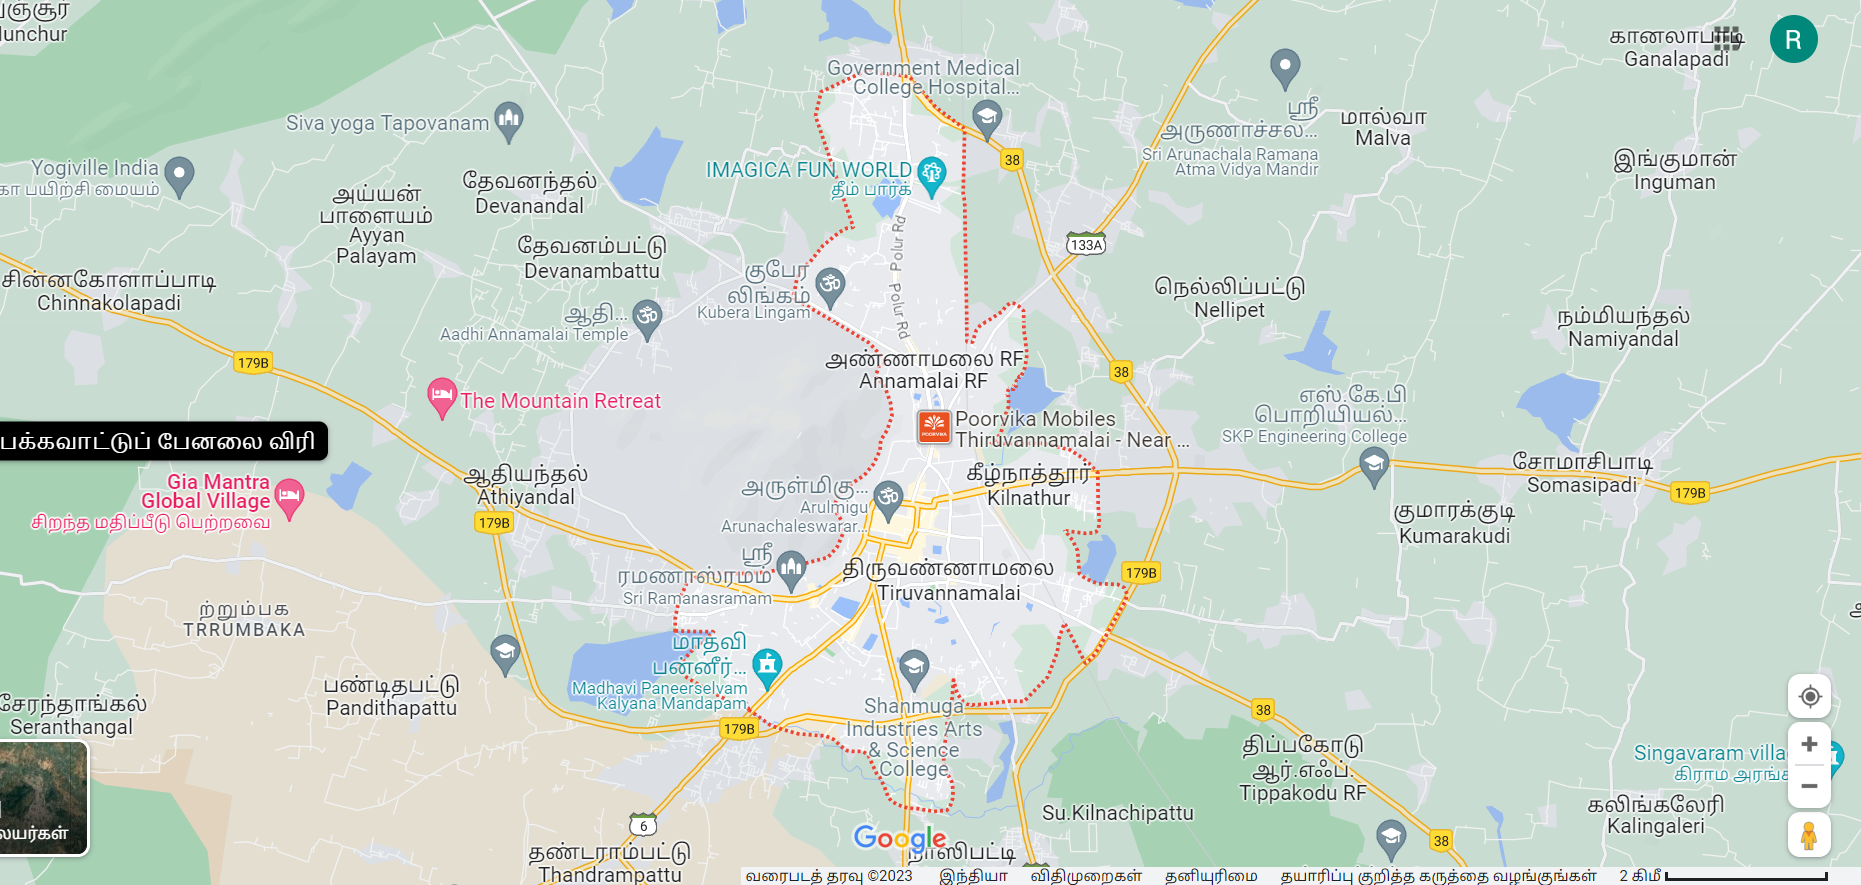 unchur
கானலாபாடி
Ganalapadi
R
Government Medical
College Hospital...
Siva yoga Tapovanam
ஸ்ரீ
அருணாச்சல...
Sri Arunachala Ramana
Atma Vidya Mandir
மால்வா
Malva
38
Yogiville India
கா பயிற்சி மையம்
IMAGICA FUN WORLD
தீம் பார்க்
இங்குமான்
Inguman
அய்யன்
பாளையம்
Ayyan
Palayam
தேவனந்தல்
Devanandal
Polur Rd
Polur Rd
தேவனம்பட்டு
Devanambattu
133A
சின்னகோளாப்பாடி
Chinnakolapadi
குபேர
லிங்கம்
Kubera Lingam
நெல்லிப்பட்டு
Nellipet
ஆதி...
Aadhi Annamalai Temple
நம்மியந்தல்
Namiyandal
179B
அண்ணாமலை RF
Annamalai RF
38
The Mountain Retreat
எஸ்.கே.பி
பொறியியல்...
SKP Engineering College
POORVIKA
Poorvika Mobiles
Thiruvannamalai - Near ...
பக்கவாட்டுப் பேனலை விரி
Gia Mantra
Global Village
சிறந்த மதிப்பீடு பெற்றவை
ஆதியந்தல்
Athiyandal
கீழ்நாத்தூர்
Kilnathur
சோமாசிபாடி
Somasipadi
179B
அருள்மிகு...
Arulmigu
Arunachaleswarar...
179B
குமாரக்குடி
Kumarakudi
ஸ்ரீ
ரமணாஸ்ரமம்
Sri Ramanasramam
திருவண்ணாமலை
Tiruvannamalai
179B
ற்றும்பக
TRRUMBAKA
மாதவி
பன்னீர்...
Madhavi Paneerselvam
Kalyana Mandapam
பண்டிதபட்டு
Pandithapattu
சேரந்தாங்கல்
Seranthangal
Shanmuga
Industries Arts
& Science
College
179B
38
திப்பகோடு
ஆர்.எஃப்.
Tippakodu RF
Singavaram villa
கிராம அரங்க
லயர்கள்
கலிங்கலேரி
Kalingaleri
Su.Kilnachipattu
6
38
Google
தண்டராம்பட்டு
Thandrampattu
நாஸிபட்டி
வரைபடத் தரவு ©2023
இந்தியா
விதிமுறைகள்
தனியுரிமை
தயாரிப்பு குறித்த கருத்தை வழங்குங்கள்
2 கிமீ